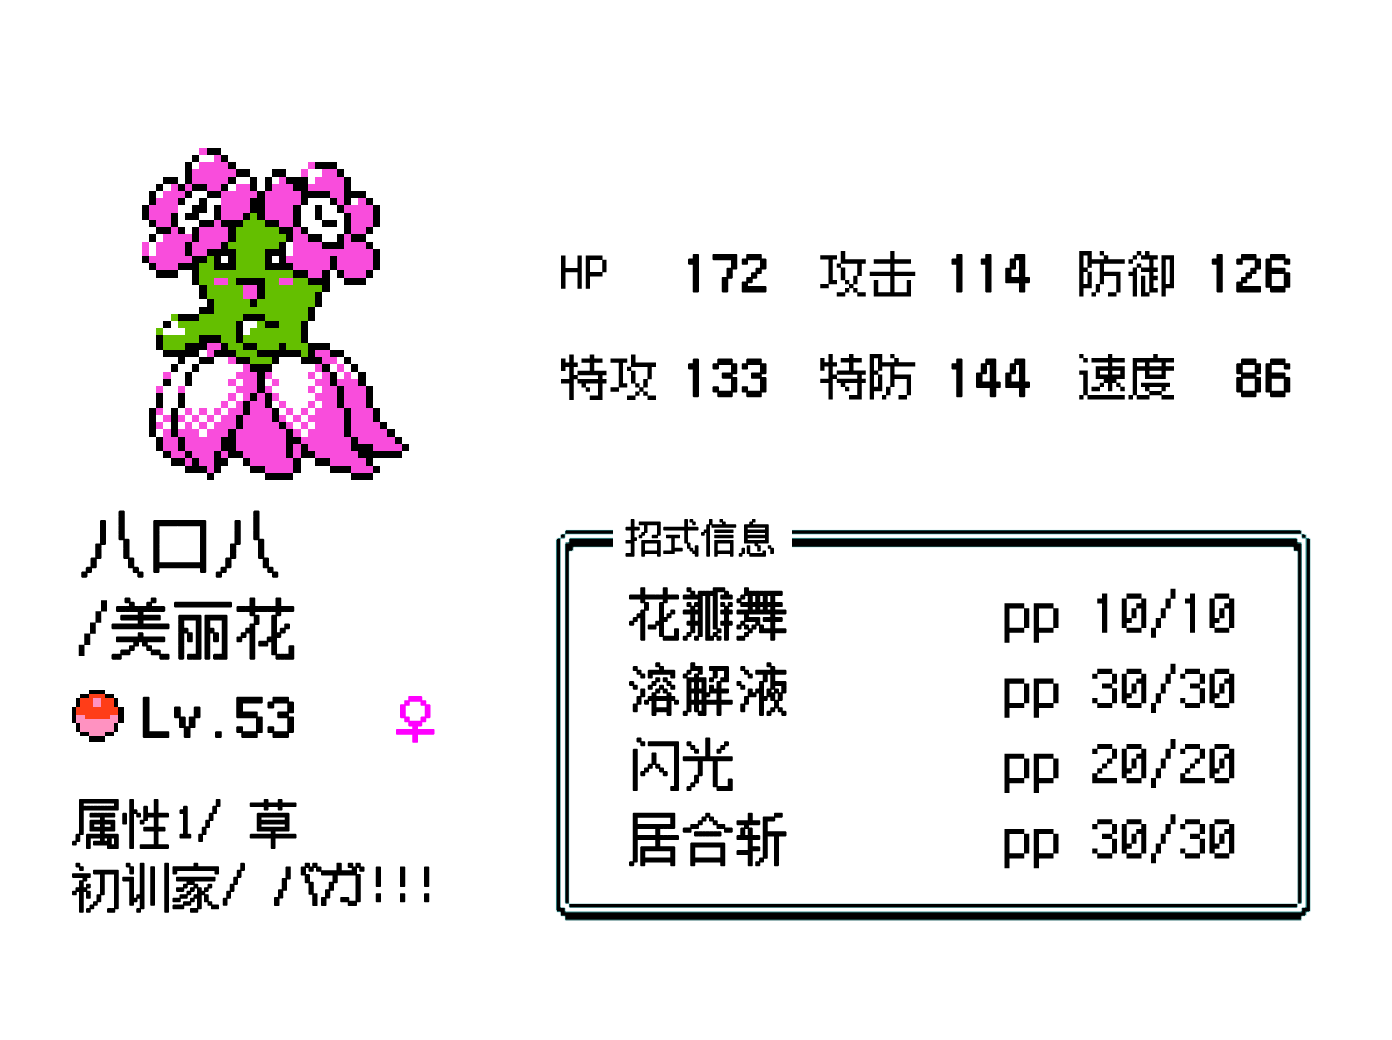 HP 172 攻击 114 防御 126
特攻 133 特防 144 速度 86
八口八
/美丽花
Lv.53 ♀
属性1/ 草
初训家/ バガ!!!
招式信息
花瓣舞 pp 10/10
溶解液 pp 30/30
闪光 pp 20/20
居合斩 pp 30/30